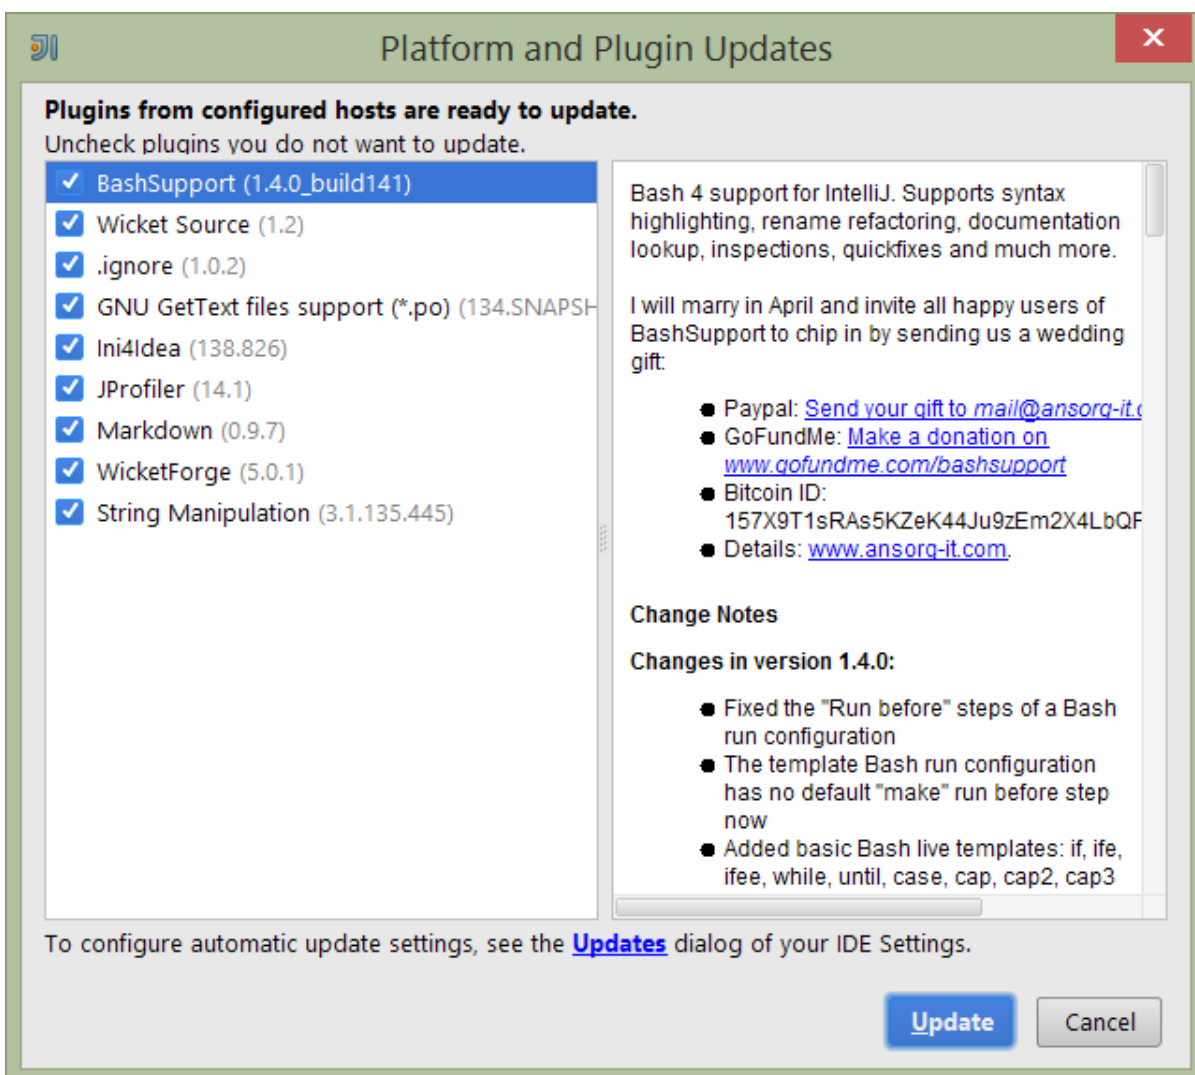 Platform and Plugin Updates
Plugins from configured hosts are ready to update.
Uncheck plugins you do not want to update.
BashSupport (1.4.0_build141)
Wicket Source (1.2)
.ignore (1.0.2)
GNU GetText files support (*.po) (134.SNAPSH
Ini4Idea (138.826)
JProfiler (14.1)
Markdown (0.9.7)
WicketForge (5.0.1)
String Manipulation (3.1.135.445)
Bash 4 support for IntelliJ. Supports syntax
highlighting, rename refactoring, documentation
lookup, inspections, quickfixes and much more.
I will marry in April and invite all happy users of
BashSupport to chip in by sending us a wedding
gift:
Paypal: Send your gift to mail@ansorg-it.c
GoFundMe: Make a donation on
www.gofundme.com/bashsupport
Bitcoin ID:
157X9T1sRAs5KZeK44Ju9zEm2X4LbQF
Details: www.ansorg-it.com.
Change Notes
Changes in version 1.4.0:
Fixed the "Run before" steps of a Bash
run configuration
The template Bash run configuration
has no default "make" run before step
now
Added basic Bash live templates: if, ife,
ifee, while, until, case, cap, cap2, cap3
To configure automatic update settings, see the Updates dialog of your IDE Settings.
Update
Cancel